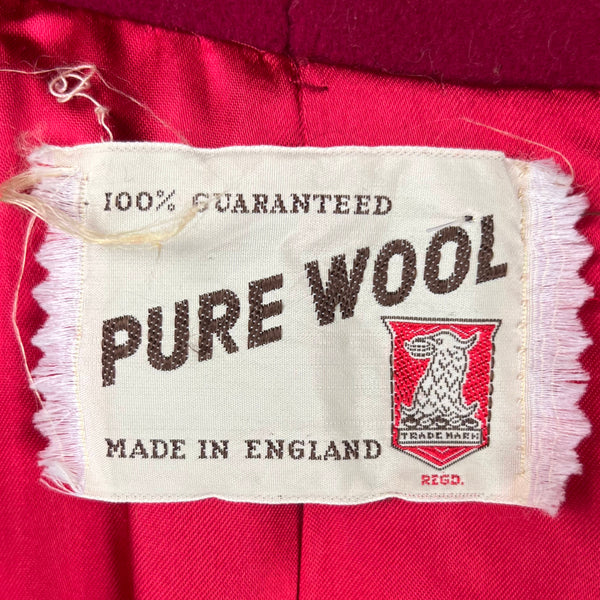 100% GUARANTEED
PURE WOOL
MADE IN ENGLAND
TRADE MARK
REGD.